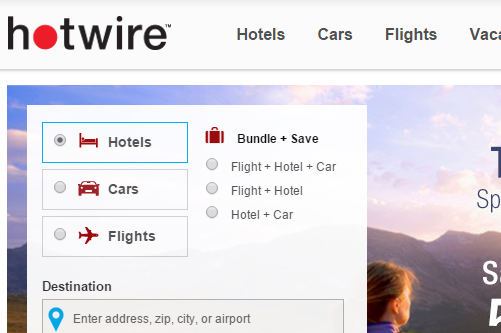 hotwire™
Hotels Cars Flights
Hotels
Cars
Flights
Bundle + Save
Flight + Hotel + Car
Flight + Hotel
Hotel + Car
Destination
Enter address, zip, city, or airport